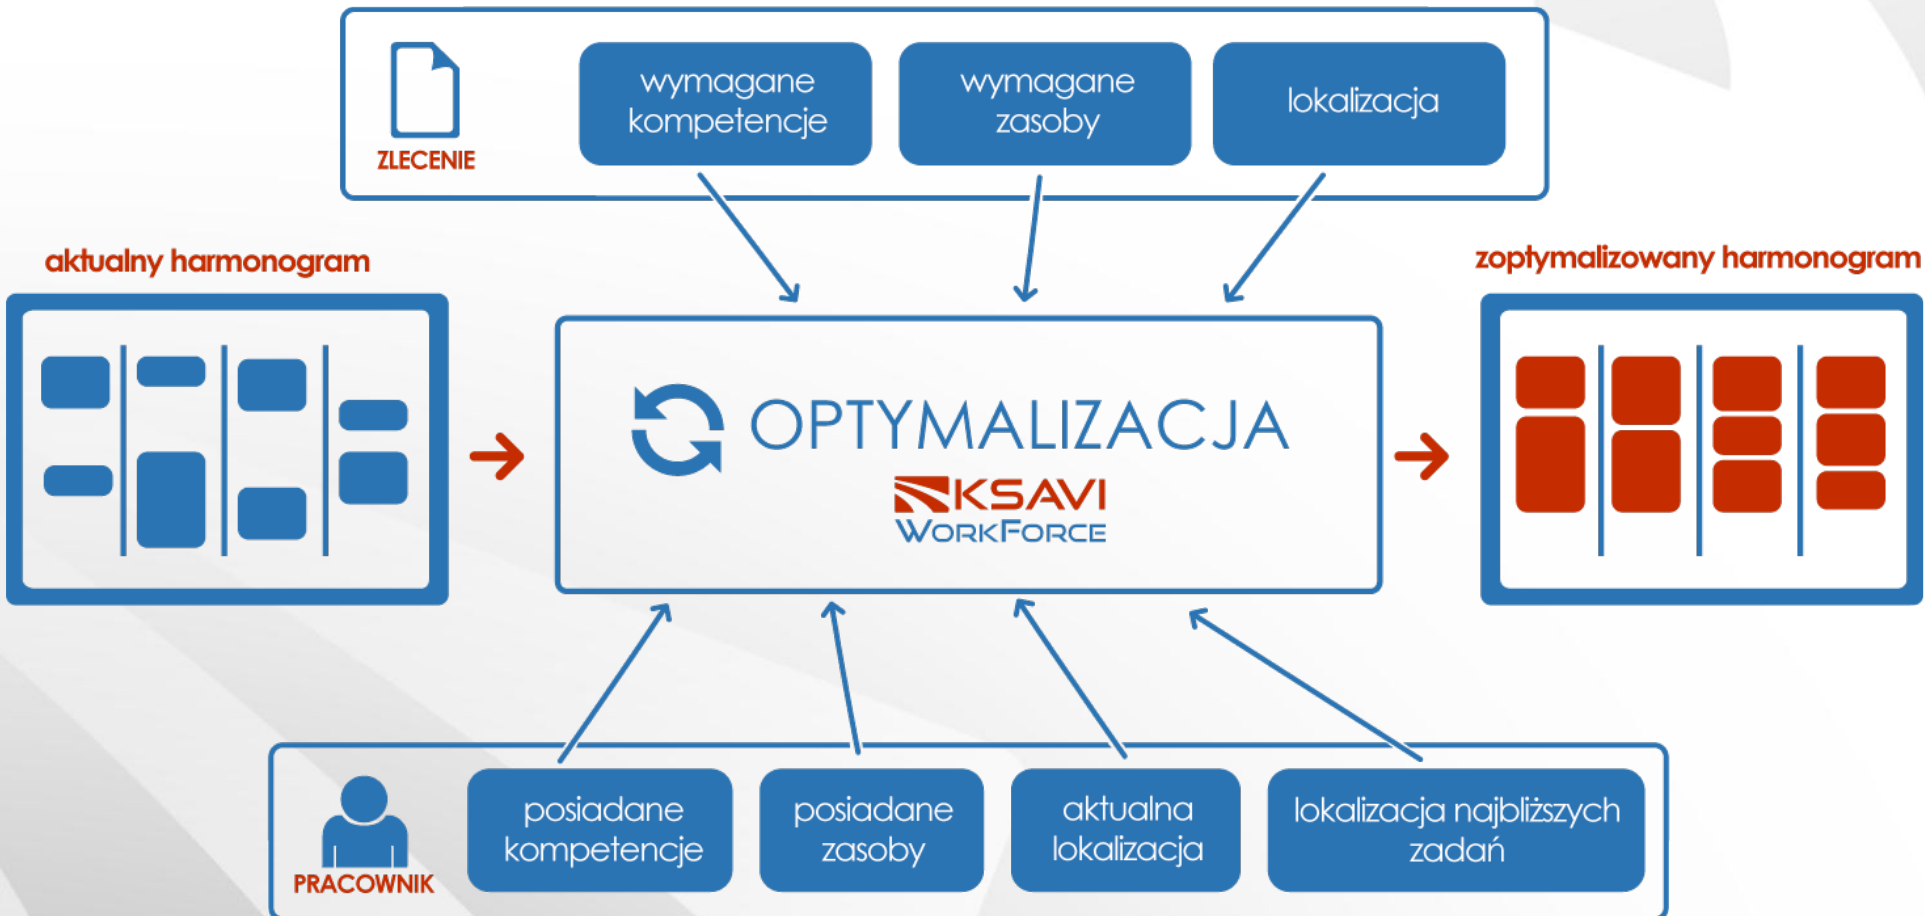 ZLECENIE
wymagane
kompetencje
wymagane
zasoby
lokalizacja
aktualny harmonogram
zoptymalizowany harmonogram
OPTYMALIZACJA
KSAVI
WORKFORCE
PRACOWNIK
posiadane
kompetencje
posiadane
zasoby
aktualna
lokalizacja
lokalizacja najbliższych
zadań